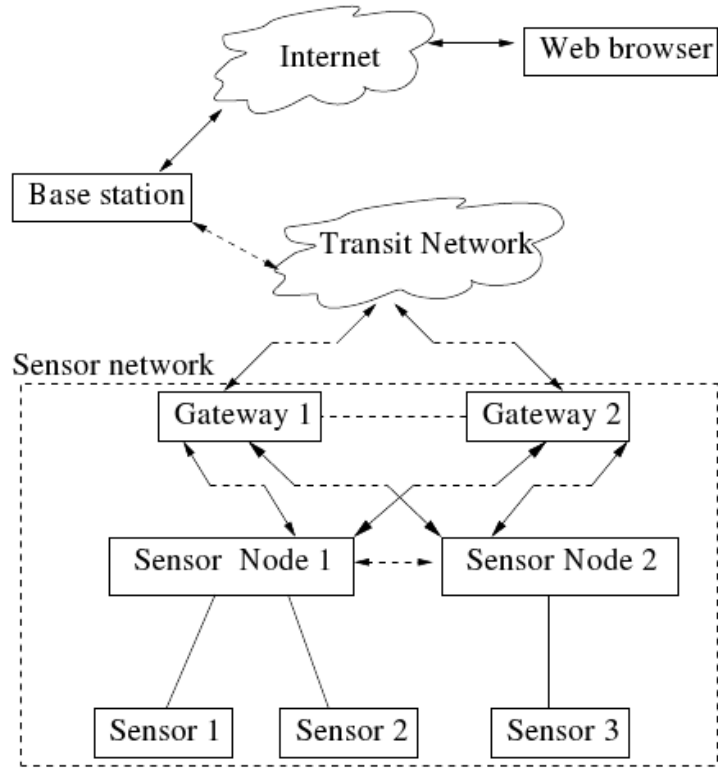 Internet
Web browser
Base station
Transit Network
Sensor network
Gateway 1
Gateway 2
Sensor Node 1
Sensor Node 2
Sensor 1
Sensor 2
Sensor 3